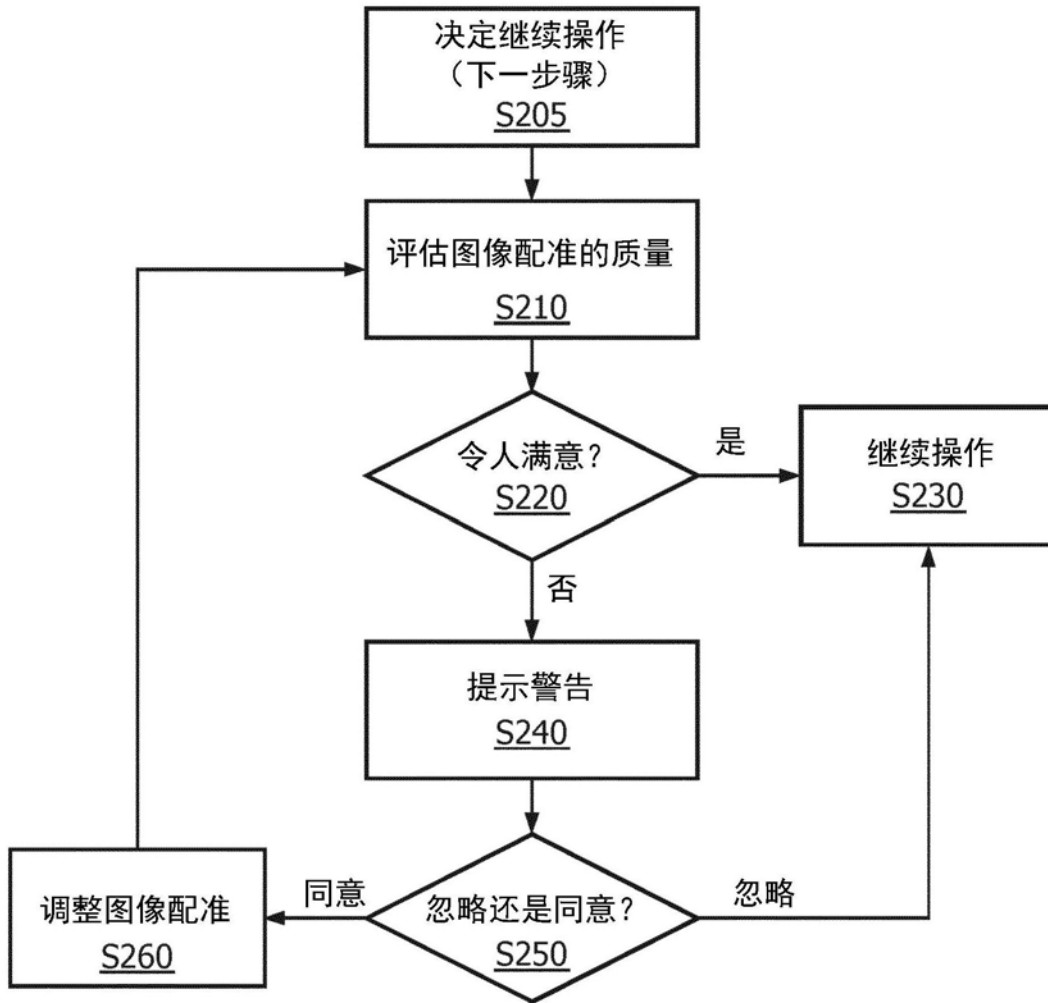 决定继续操作
（下一步骤）
S205
评估图像配准的质量
S210
令人满意？
S220
是
继续操作
S230
否
提示警告
S240
忽略还是同意？
S250
同意
忽略
调整图像配准
S260